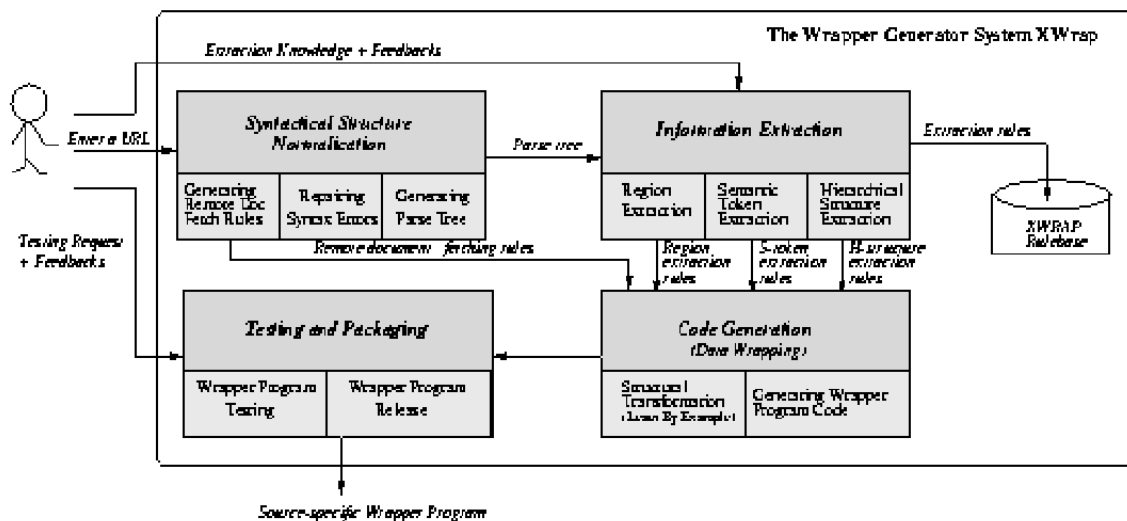 The Wrapper Generator System XWrap
Extraction Knowledge + Feedbacks
Enter a URL
Syntactical Structure
Normalization
Parse tree
Information Extraction
Extraction rules
Generating
Remote Doc
Fetch Rules
Repairing
Syntax Errors
Generating
Parse Tree
Region
Extraction
Semantic
Token
Extraction
Hierarchical
Structure
Extraction
XWRAP
Rulebase
Testing Request
+ Feedbacks
Remote document fetching rules
Region
extraction
rules
S-token
extraction
rules
H-structure
extraction
rules
Testing and Packaging
Code Generation
(Data Wrapping)
Wrapper Program
Testing
Wrapper Program
Release
Structural
Transformation
(Learn By Example)
Generating Wrapper
Program Code
Source-specific Wrapper Program